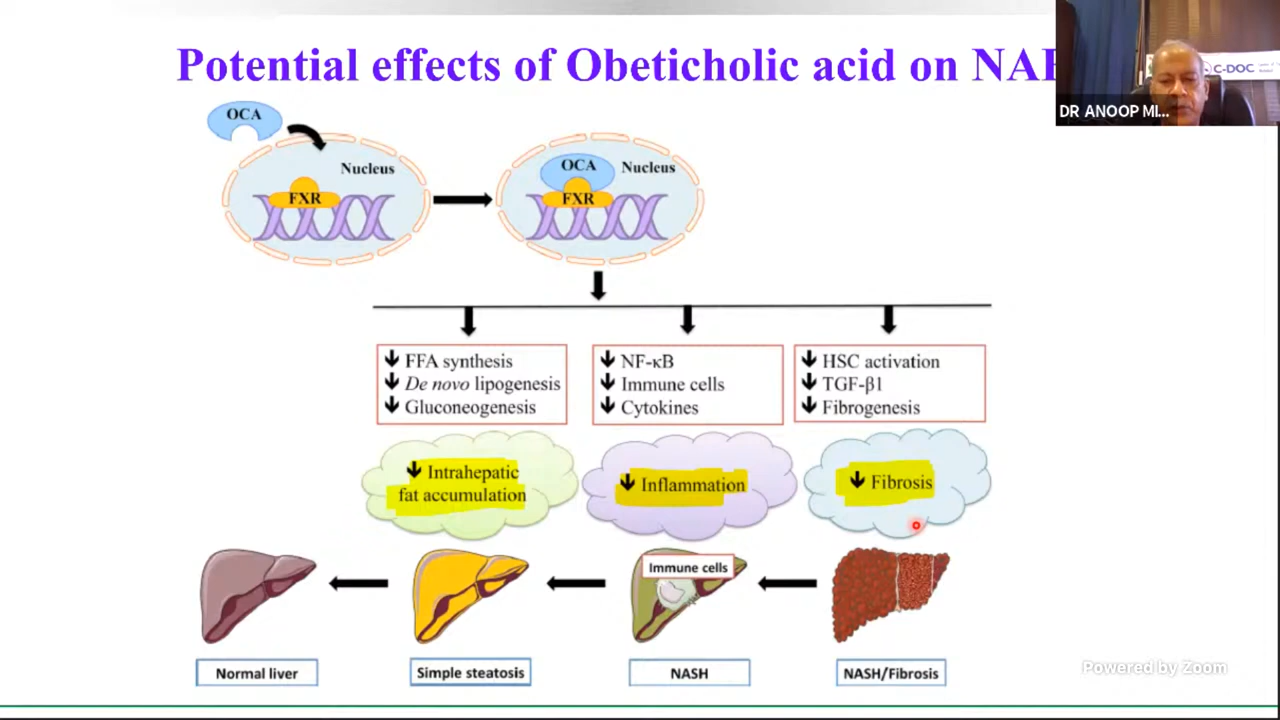 Potential effects of Obeticholic acid on NAF
C-DOC
DR ANOOP MI...
OCA
Nucleus
FXR
OCA
Nucleus
FXR
↓ FFA synthesis
↓ De novo lipogenesis
↓ Gluconeogenesis
↓ NF-κB
↓ Immune cells
↓ Cytokines
↓ HSC activation
↓ TGF-β1
↓ Fibrogenesis
↓ Intrahepatic
fat accumulation
↓ Inflammation
↓ Fibrosis
Immune cells
Normal liver
Simple steatosis
NASH
NASH/Fibrosis
Powered by Zoom